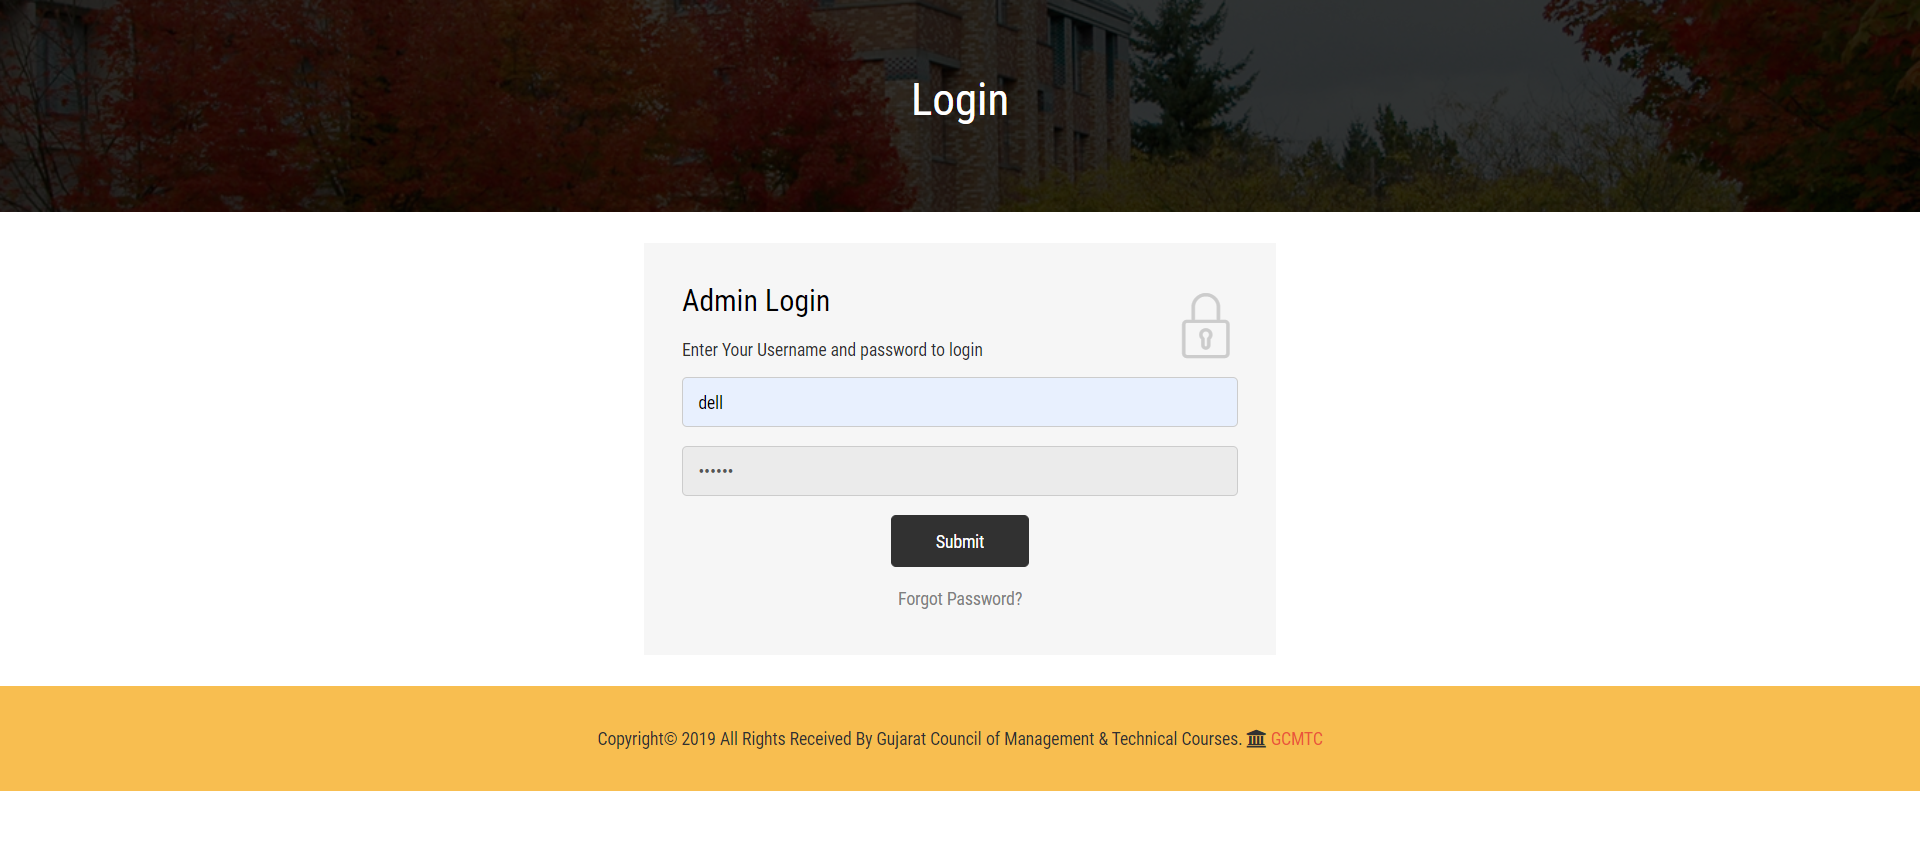 Login
Admin Login
Enter Your Username and password to login
dell
••••••
Submit
Forgot Password?
Copyright© 2019 All Rights Received By Gujarat Council of Management & Technical Courses. GCMTC